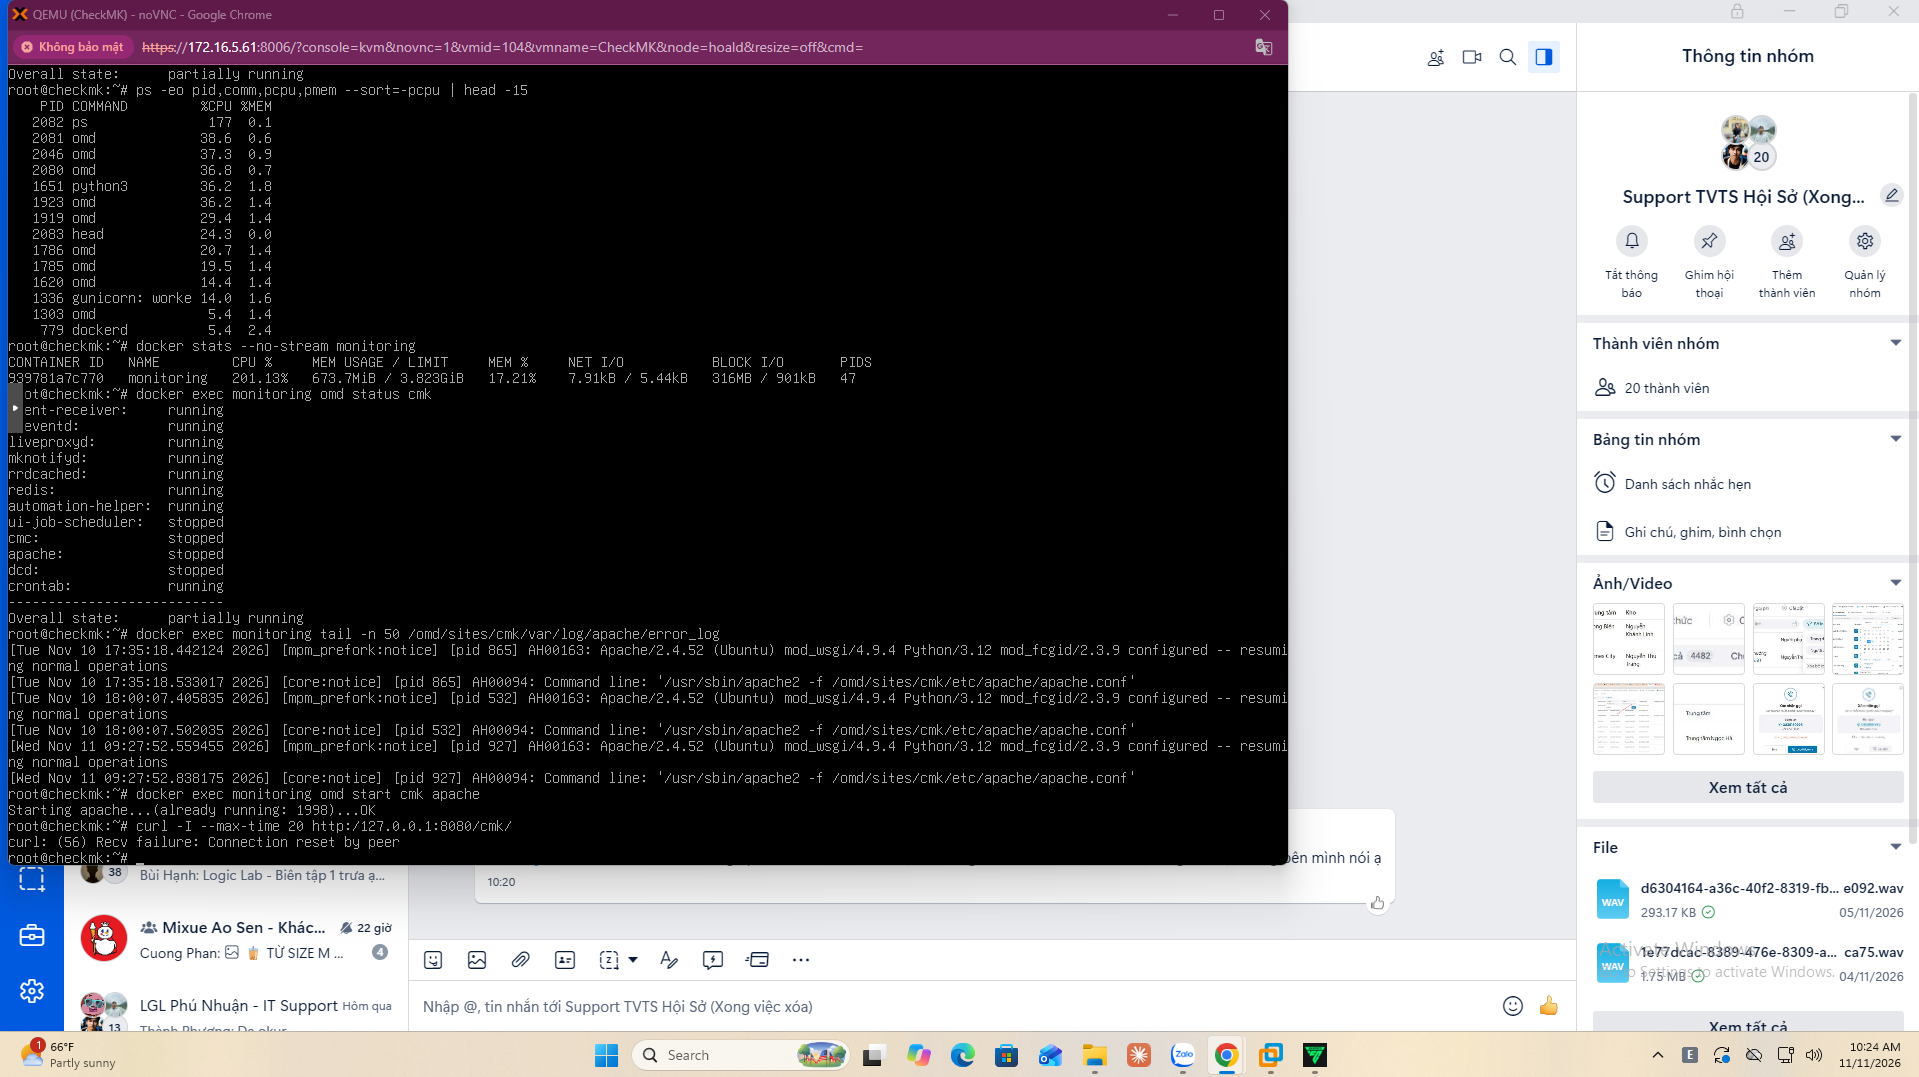 QEMU (CheckMK) - noVNC - Google Chrome
Không bảo mật
https://172.16.5.61:8006/?console=kvm&novnc=1&vmid=104&vmname=CheckMK&node=hoald&resize=off&cmd=
Overall state:      partially running
root@checkmk:~# ps -eo pid,comm,pcpu,pmem --sort=-pcpu | head -15
    PID COMMAND         %CPU %MEM
   2082 ps               177  0.1
   2081 omd             38.6  0.6
   2046 omd             37.3  0.9
   2080 omd             36.8  0.7
   1651 python3         36.2  1.8
   1923 omd             36.2  1.4
   1919 omd             29.4  1.4
   2083 head            24.3  0.0
   1786 omd             20.7  1.4
   1785 omd             19.5  1.4
   1620 omd             14.4  1.4
   1336 gunicorn: worke 14.0  1.6
   1303 omd              5.4  1.4
    779 dockerd          5.4  2.4
root@checkmk:~# docker stats --no-stream monitoring
CONTAINER ID   NAME         CPU %     MEM USAGE / LIMIT     MEM %     NET I/O           BLOCK I/O        PIDS
939781a7c770   monitoring   201.13%   673.7MiB / 3.823GiB   17.21%    7.91kB / 5.44kB   316MB / 901kB    47
ot@checkmk:~# docker exec monitoring omd status cmk
ent-receiver:     running
eventd:           running
liveproxyd:         running
mknotifyd:          running
rrdcached:          running
redis:              running
automation-helper:  running
ui-job-scheduler:   stopped
cmc:                stopped
apache:             stopped
dcd:                stopped
crontab:            running
---------------------------
Overall state:      partially running
root@checkmk:~# docker exec monitoring tail -n 50 /omd/sites/cmk/var/log/apache/error_log
[Tue Nov 10 17:35:18.442124 2026] [mpm_prefork:notice] [pid 865] AH00163: Apache/2.4.52 (Ubuntu) mod_wsgi/4.9.4 Python/3.12 mod_fcgid/2.3.9 configured -- resumi
ng normal operations
[Tue Nov 10 17:35:18.533017 2026] [core:notice] [pid 865] AH00094: Command line: '/usr/sbin/apache2 -f /omd/sites/cmk/etc/apache/apache.conf'
[Tue Nov 10 18:00:07.405835 2026] [mpm_prefork:notice] [pid 532] AH00163: Apache/2.4.52 (Ubuntu) mod_wsgi/4.9.4 Python/3.12 mod_fcgid/2.3.9 configured -- resumi
ng normal operations
[Tue Nov 10 18:00:07.502035 2026] [core:notice] [pid 532] AH00094: Command line: '/usr/sbin/apache2 -f /omd/sites/cmk/etc/apache/apache.conf'
[Wed Nov 11 09:27:52.559455 2026] [mpm_prefork:notice] [pid 927] AH00163: Apache/2.4.52 (Ubuntu) mod_wsgi/4.9.4 Python/3.12 mod_fcgid/2.3.9 configured -- resumi
ng normal operations
[Wed Nov 11 09:27:52.838175 2026] [core:notice] [pid 927] AH00094: Command line: '/usr/sbin/apache2 -f /omd/sites/cmk/etc/apache/apache.conf'
root@checkmk:~# docker exec monitoring omd start cmk apache
Starting apache...(already running: 1998)...OK
root@checkmk:~# curl -I --max-time 20 http:/127.0.0.1:8080/cmk/
curl: (56) Recv failure: Connection reset by peer
root@checkmk:~# _
38
Bùi Hạnh: Logic Lab - Biên tập 1 trưa ạ...
Mixue Ao Sen - Khác... 22 giờ
Cuong Phan: TỪ SIZE M ... 4
LGL Phú Nhuận - IT Support Hôm qua
13
bên mình nói ạ
10:20
Nhập @, tin nhắn tới Support TVTS Hội Sở (Xong việc xóa)
Thông tin nhóm
20
Support TVTS Hội Sở (Xong...
Tắt thông báo
Ghim hội thoại
Thêm thành viên
Quản lý nhóm
Thành viên nhóm
20 thành viên
Bảng tin nhóm
Danh sách nhắc hẹn
Ghi chú, ghim, bình chọn
Ảnh/Video
Xem tất cả
File
WAV
d6304164-a36c-40f2-8319-fb... e092.wav
293.17 KB 05/11/2026
WAV
1e77dcac-8389-476e-8309-a... ca75.wav
1.75 MB 04/11/2026
Activate Windows
Go to Settings to activate Windows.
Xem tất cả
1
66°F
Partly sunny
Search
Zalo
E
10:24 AM
11/11/2026